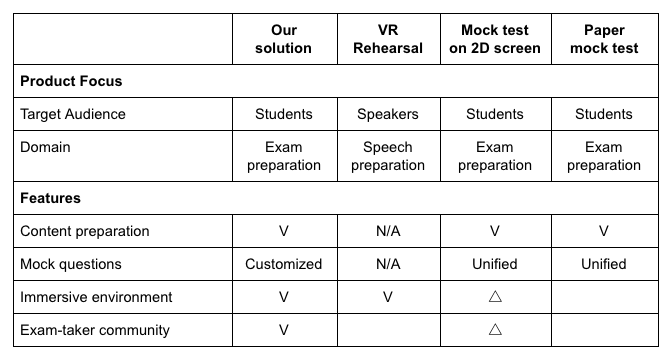 Our solution VR Rehearsal Mock test on 2D screen Paper mock test
Product Focus
Target Audience Students Speakers Students Students
Domain Exam preparation Speech preparation Exam preparation Exam preparation
Features
Content preparation V N/A V V
Mock questions Customized N/A Unified Unified
Immersive environment V V △
Exam-taker community V △